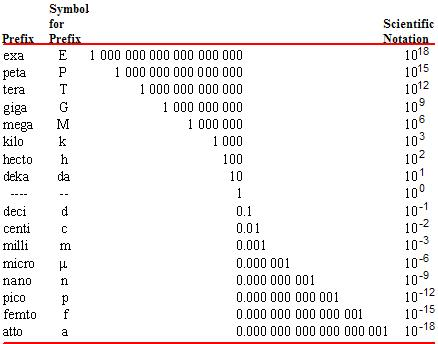 Symbol
for Scientific
Prefix Prefix Notation
exa E 1 000 000 000 000 000 000 10^18
peta P 1 000 000 000 000 000 10^15
tera T 1 000 000 000 000 10^12
giga G 1 000 000 000 10^9
mega M 1 000 000 10^6
kilo k 1 000 10^3
hecto h 100 10^2
deka da 10 10^1
---- -- 1 10^0
deci d 0.1 10^-1
centi c 0.01 10^-2
milli m 0.001 10^-3
micro μ 0.000 001 10^-6
nano n 0.000 000 001 10^-9
pico p 0.000 000 000 001 10^-12
femto f 0.000 000 000 000 001 10^-15
atto a 0.000 000 000 000 000 001 10^-18